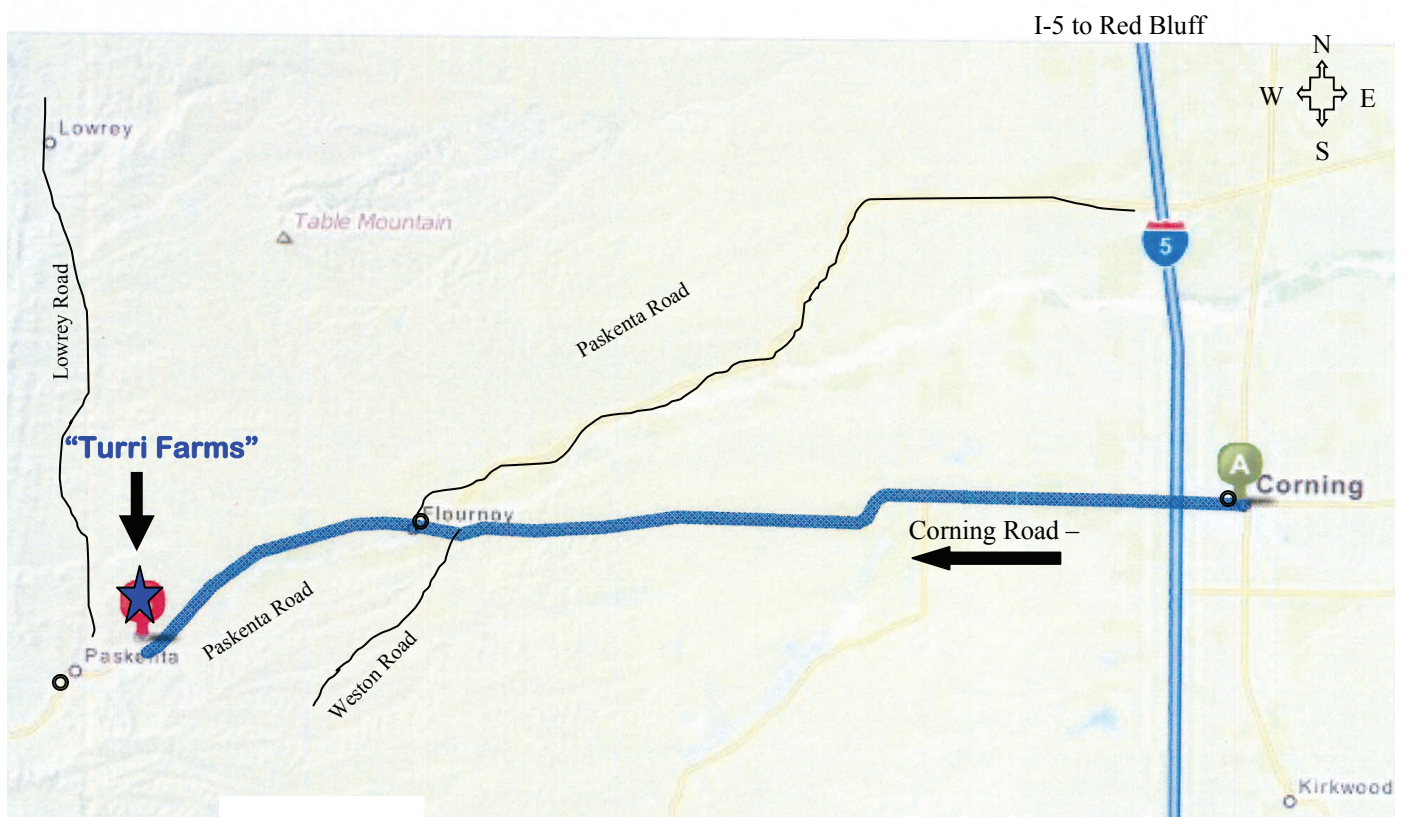 I-5 to Red Bluff
N
W E
S
Lowrey
Table Mountain
5
Lowrey Road
Paskenta Road
"Turri Farms"
A
Corning
Flournoy
Corning Road –
Paskenta Road
Paskenta
Weston Road
Kirkwood